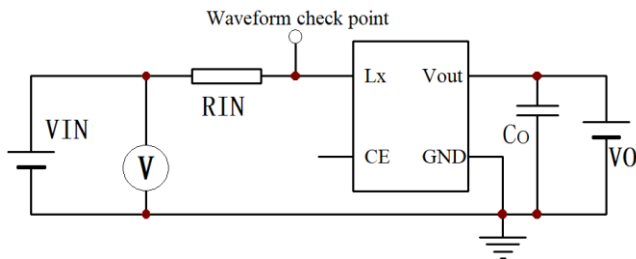 Waveform check point
Lx
Vout
RIN
VIN
V
CE
GND
Co
VO